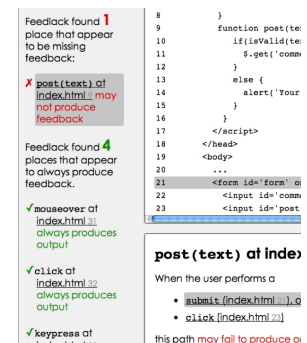 Feedlack found 1
place that appear
to be missing
feedback:
✗ post(text) at
index.html 9 may
not produce
feedback
Feedlack found 4
places that appear
to always produce
feedback.
✓mouseover at
index.html 31
always produces
output
✓click at
index.html 32
always produces
output
✓keypress at
8 }
9 function post(te
10 if(isValid(te
11 $.get('comm
12 }
13 else {
14 alert('Your
15 }
16 }
17 </script>
18 </head>
19 <body>
20 ...
21 <form id='form' o
22 <input id='comm
23 <input id='post
post(text) at index
When the user performs a
• submit (index.html 21), o
• click (index.html 23)
this path may fail to produce o